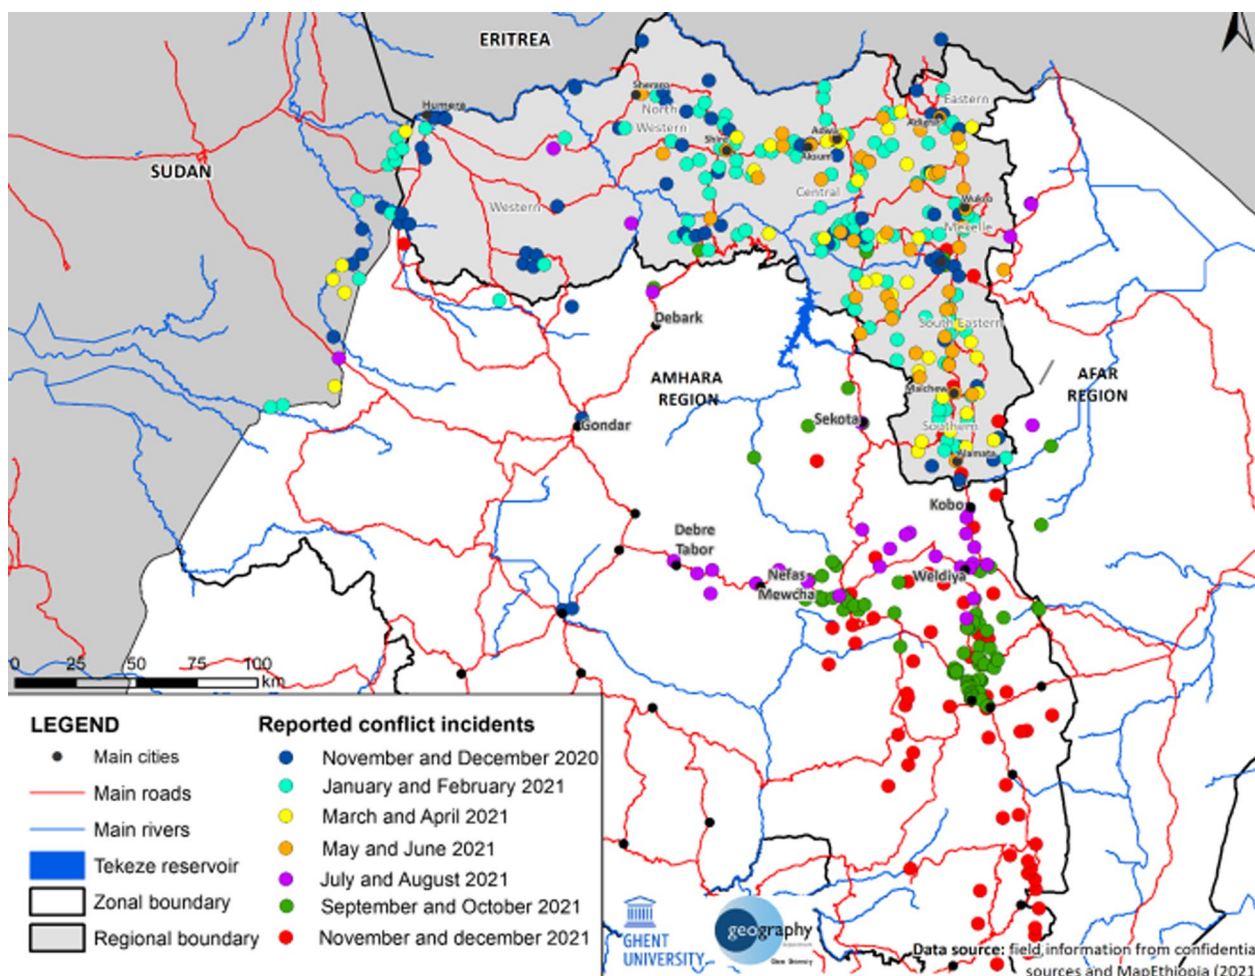 ERITREA
Sheraro
Humera
North
Western
Eastern
Adigrat
Adwa
Shire
Aksum
SUDAN
Central
Western
Wukro
Mekelle
Debark
South Eastern
AMHARA
REGION
AFAR
REGION
Maichew
Sekota
Gondar
Southern
Alamata
Kobo
Debre
Tabor
Nefas
Mewcha
Weldiya
0 25 50 75 100
km
LEGEND
Main cities
Main roads
Main rivers
Tekeze reservoir
Zonal boundary
Regional boundary
Reported conflict incidents
November and December 2020
January and February 2021
March and April 2021
May and June 2021
July and August 2021
September and October 2021
November and december 2021
GHENT
UNIVERSITY
geography
Ghent University
Data source: field information from confidentia
sources and MapEthiopia (2021